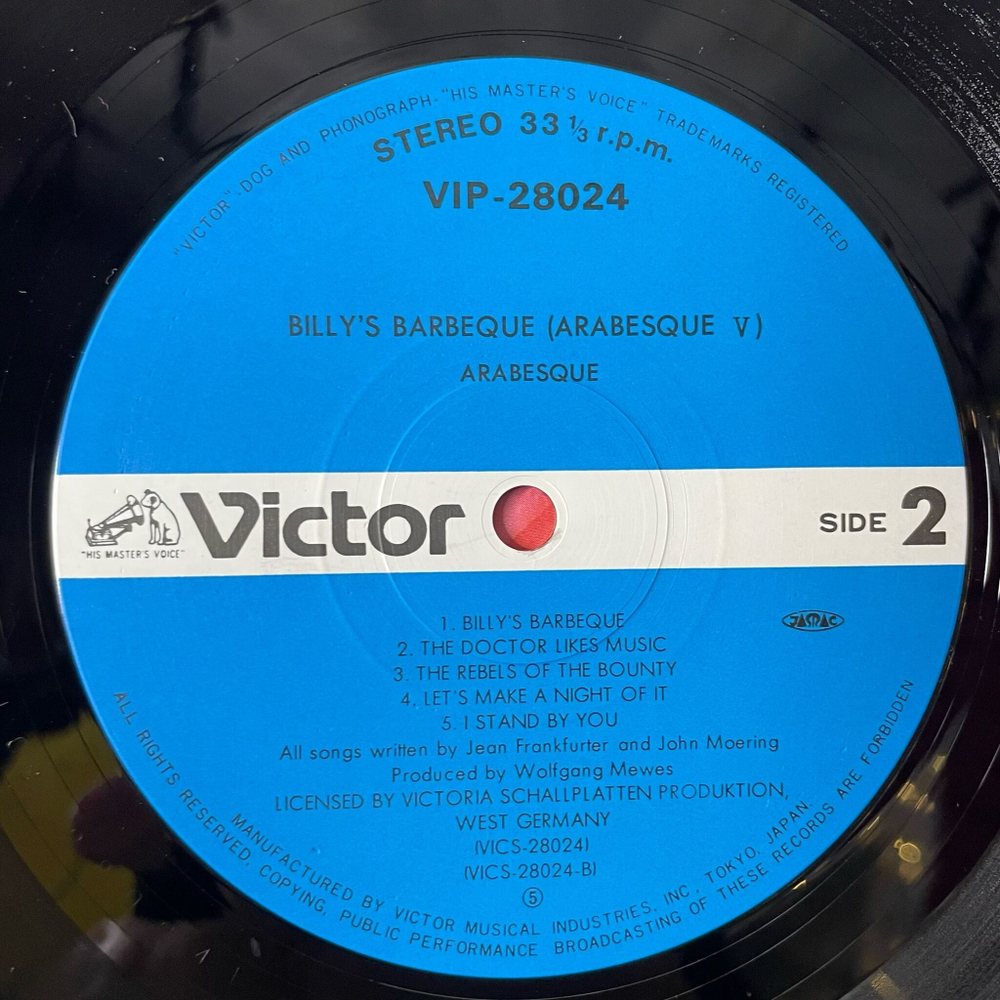 "VICTOR"-DOG AND PHONOGRAPH-"HIS MASTER'S VOICE" TRADEMARKS REGISTERED
STEREO 33 1/3 r.p.m.
VIP-28024
BILLY'S BARBEQUE (ARABESQUE V)
ARABESQUE
"HIS MASTER'S VOICE"
Victor
SIDE 2
JASRAC
1. BILLY'S BARBEQUE
2. THE DOCTOR LIKES MUSIC
3. THE REBELS OF THE BOUNTY
4. LET'S MAKE A NIGHT OF IT
5. I STAND BY YOU
All songs written by Jean Frankfurter and John Moering
Produced by Wolfgang Mewes
LICENSED BY VICTORIA SCHALLPLATTEN PRODUKTION,
WEST GERMANY
(VICS-28024)
(VICS-28024-B)
⑤
MANUFACTURED BY VICTOR MUSICAL INDUSTRIES, INC., TOKYO, JAPAN.
ALL RIGHTS RESERVED, COPYING, PUBLIC PERFORMANCE BROADCASTING OF THESE RECORDS ARE FORBIDDEN